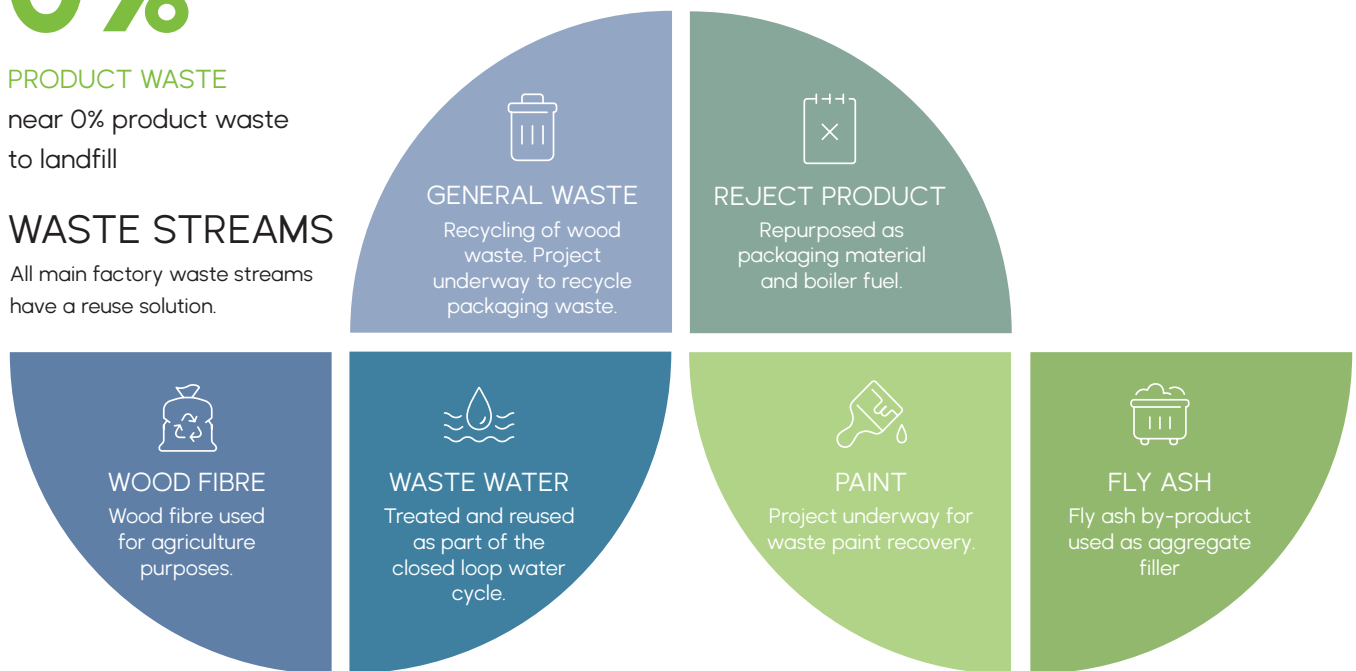 0%
PRODUCT WASTE
near 0% product waste
to landfill
WASTE STREAMS
All main factory waste streams
have a reuse solution.
GENERAL WASTE
Recycling of wood
waste. Project
underway to recycle
packaging waste.
REJECT PRODUCT
Repurposed as
packaging material
and boiler fuel.
WOOD FIBRE
Wood fibre used
for agriculture
purposes.
WASTE WATER
Treated and reused
as part of the
closed loop water
cycle.
PAINT
Project underway for
waste paint recovery.
FLY ASH
Fly ash by-product
used as aggregate
filler